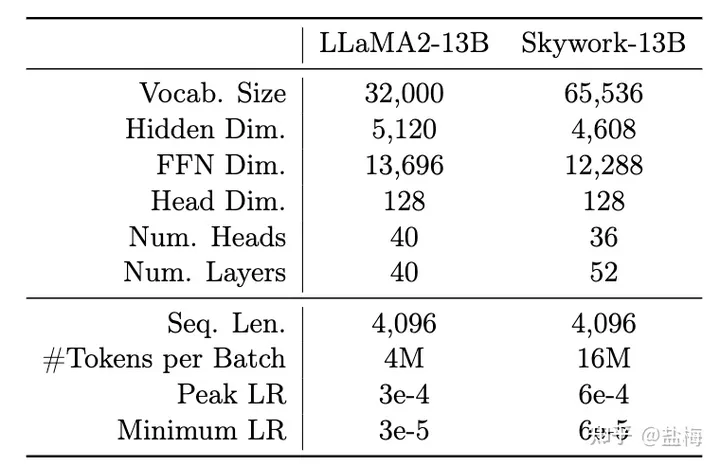 LLaMA2-13B Skywork-13B
Vocab. Size 32,000 65,536
Hidden Dim. 5,120 4,608
FFN Dim. 13,696 12,288
Head Dim. 128 128
Num. Heads 40 36
Num. Layers 40 52
Seq. Len. 4,096 4,096
#Tokens per Batch 4M 16M
Peak LR 3e-4 6e-4
Minimum LR 3e-5 6e-5
知乎 @盐梅